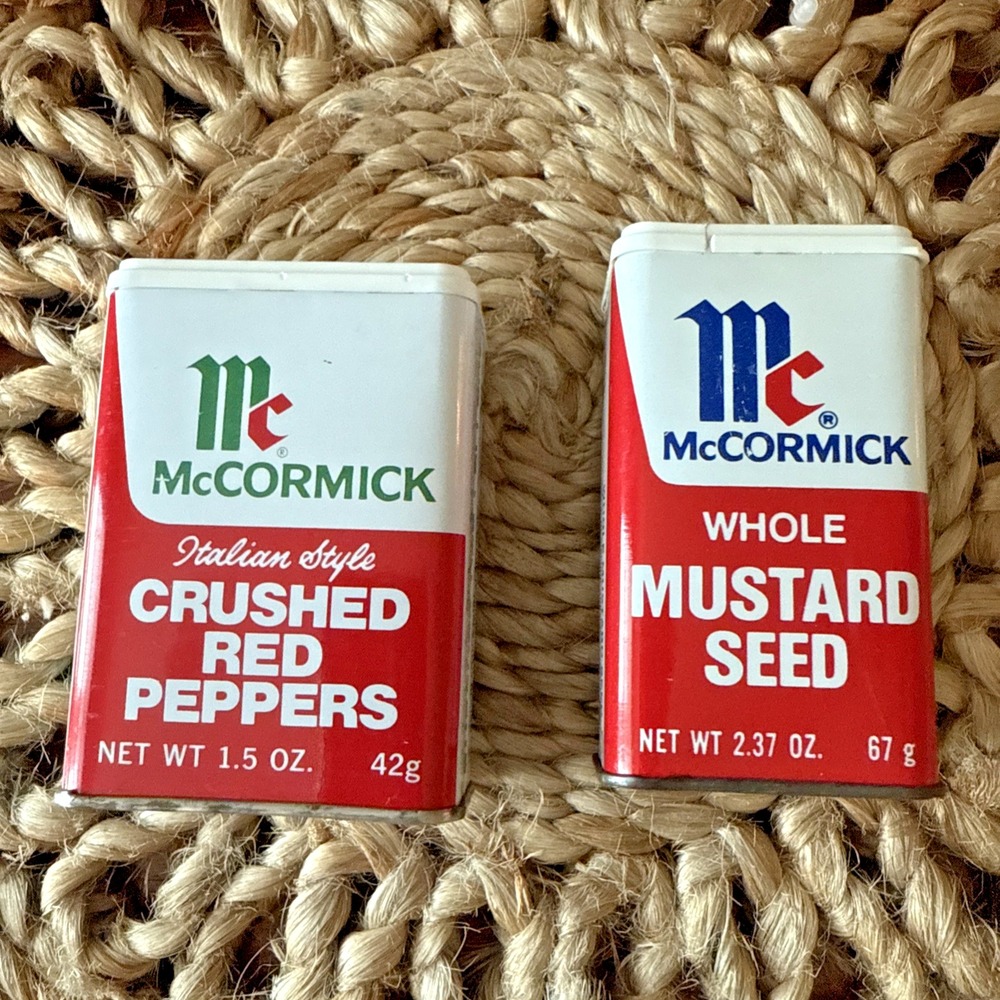 Mc
®
McCORMICK
Italian Style
CRUSHED
RED
PEPPERS
NET WT 1.5 OZ. 42g
Mc
®
McCORMICK
WHOLE
MUSTARD
SEED
NET WT 2.37 OZ. 67 g